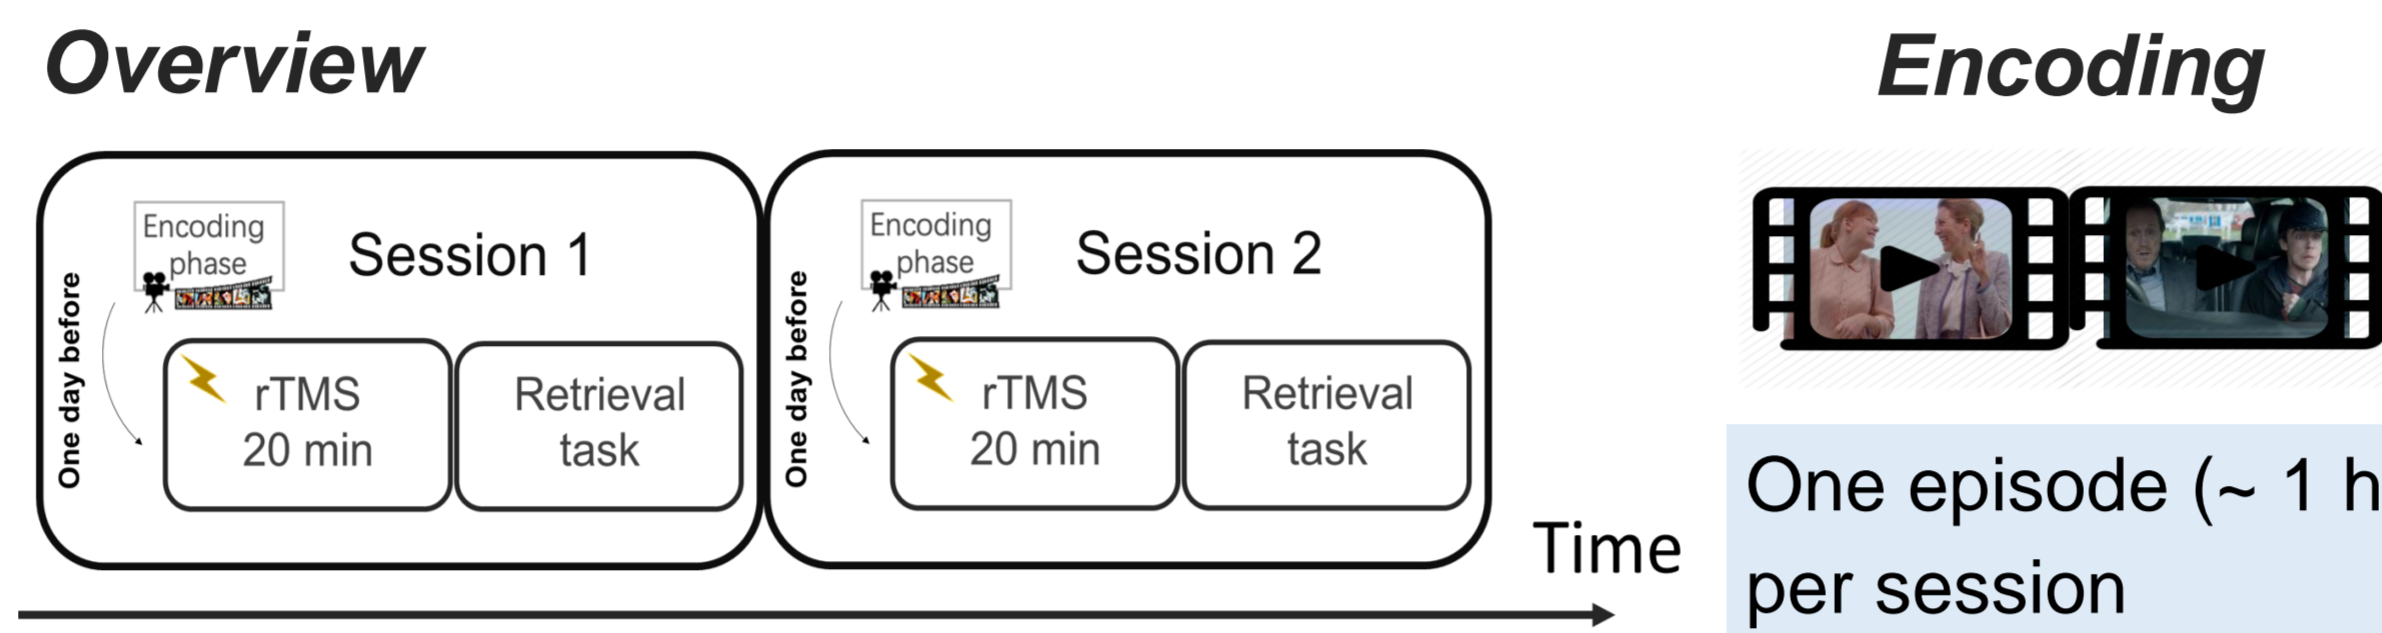 Overview
Encoding
One day before
Encoding
phase
Session 1
rTMS
20 min
Retrieval
task
One day before
Encoding
phase
Session 2
rTMS
20 min
Retrieval
task
Time
One episode (~ 1 h
per session